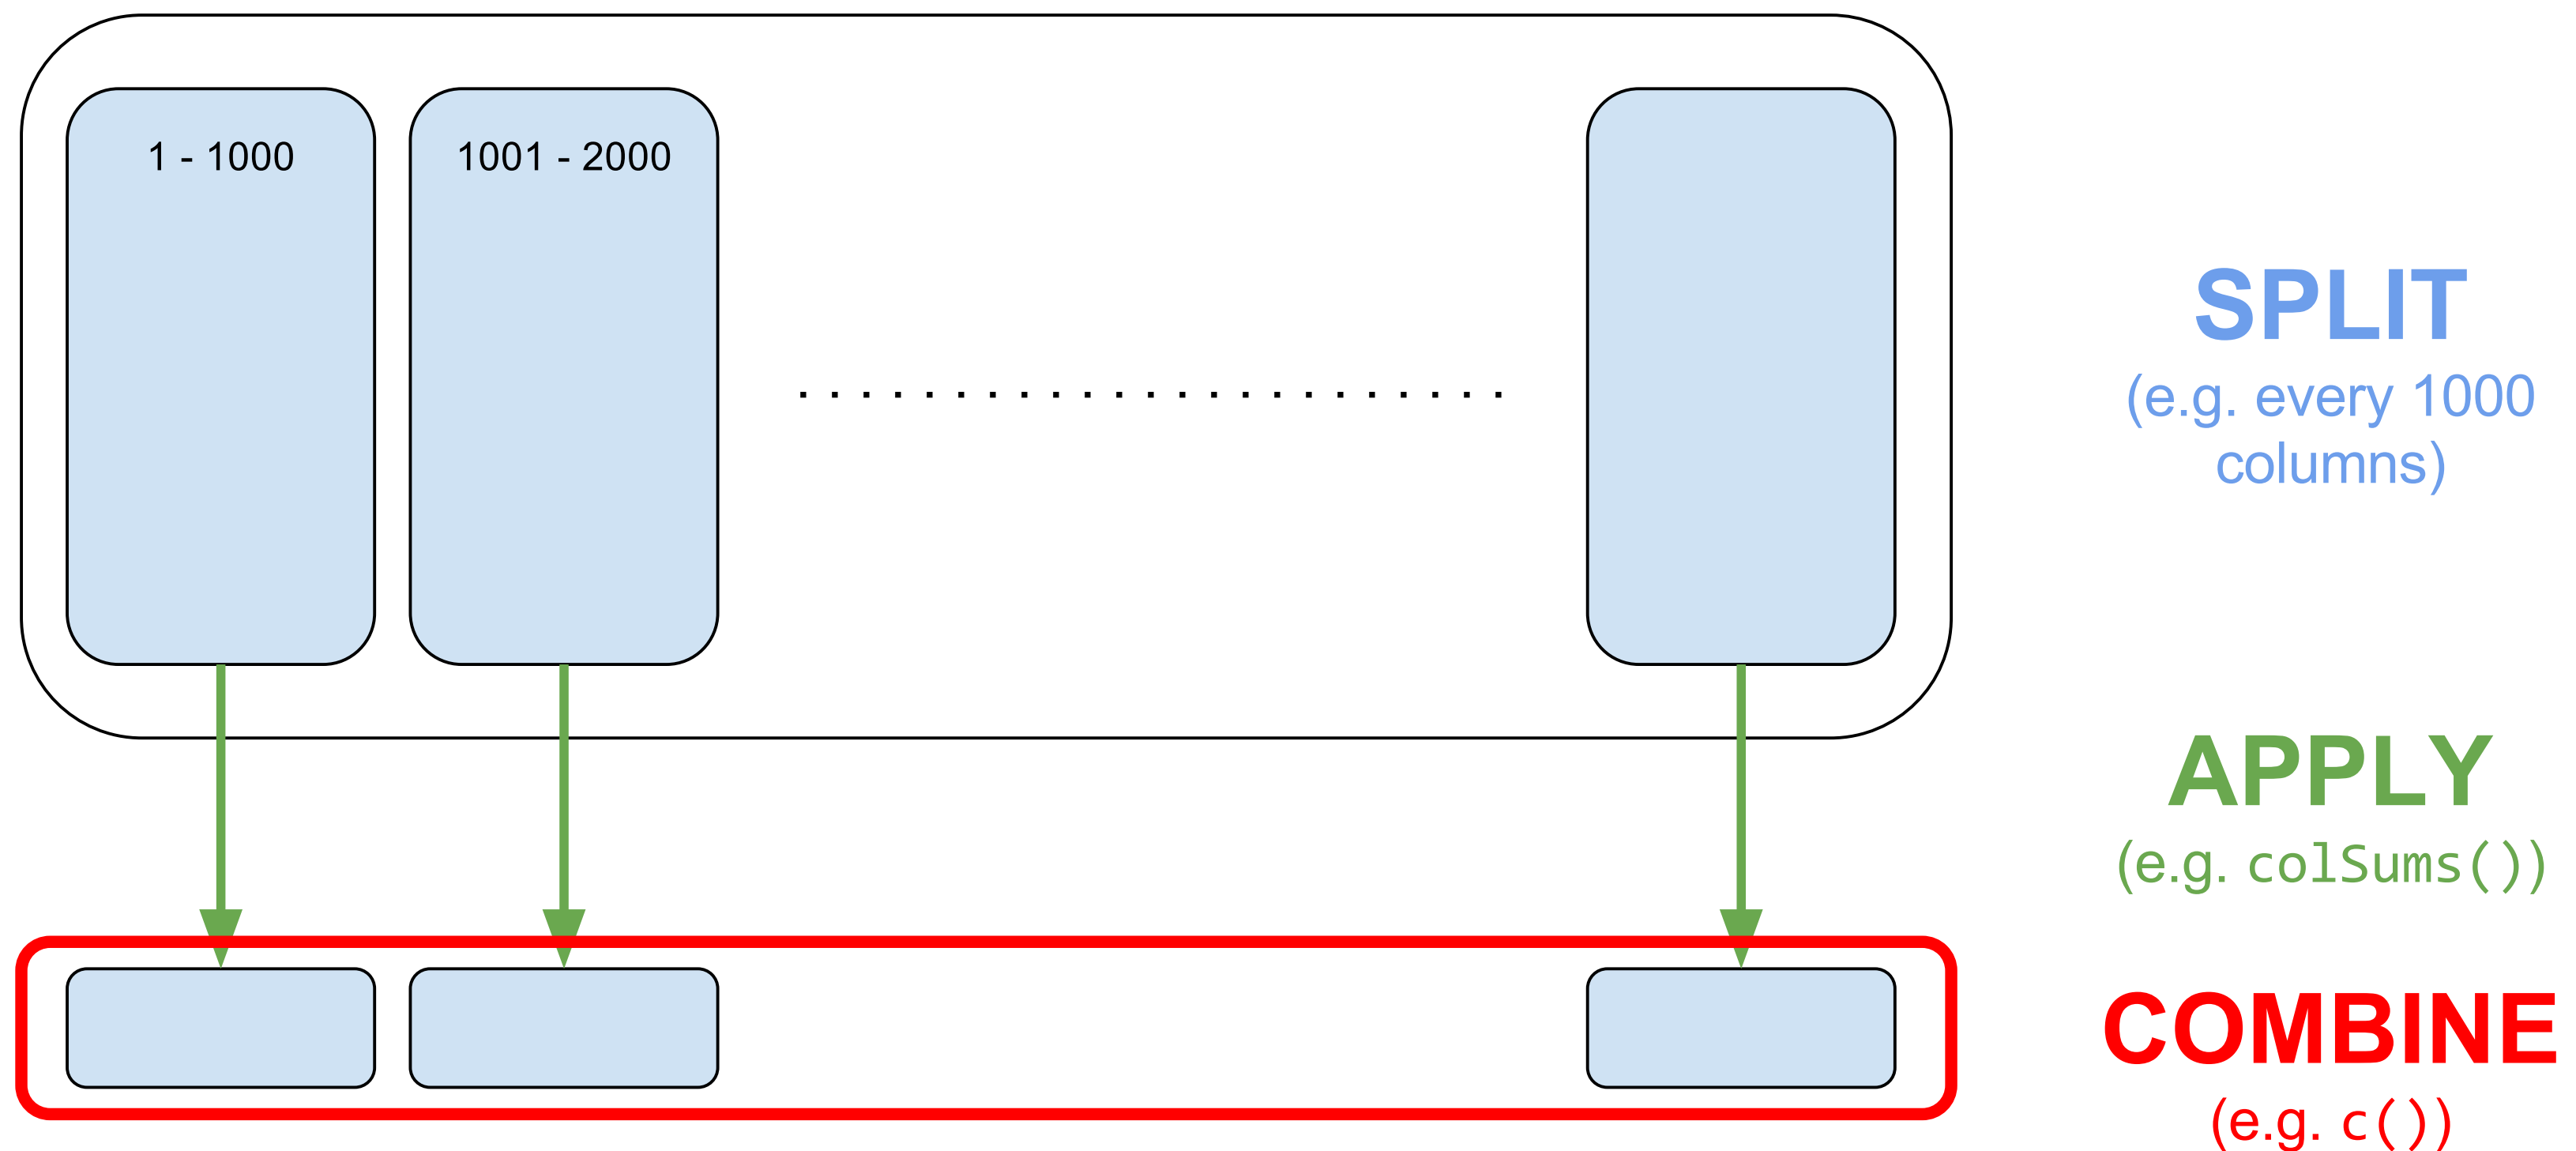 1 - 1000
1001 - 2000
SPLIT
(e.g. every 1000
columns)
APPLY
(e.g. colSums())
COMBINE
(e.g. c())